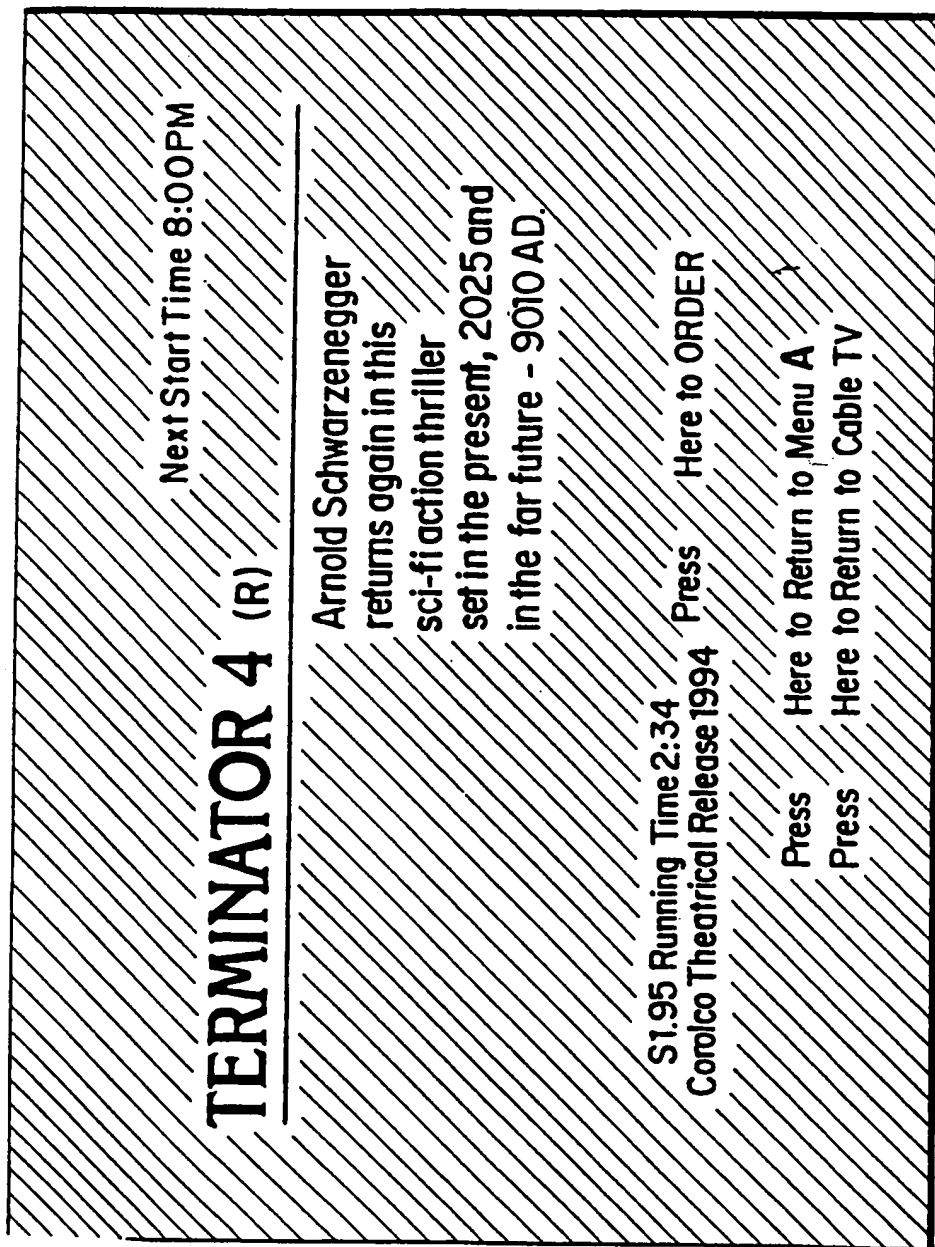 Next Start Time 8:00PM
TERMINATOR 4 (R)
Arnold Schwarzenegger
returns again in this
sci-fi action thriller
set in the present, 2025 and
in the far future - 9010 AD.
S1.95 Running Time 2:34
Corolco Theatrical Release 1994
Press Here to ORDER
Press Here to Return to Menu A
Press Here to Return to Cable TV